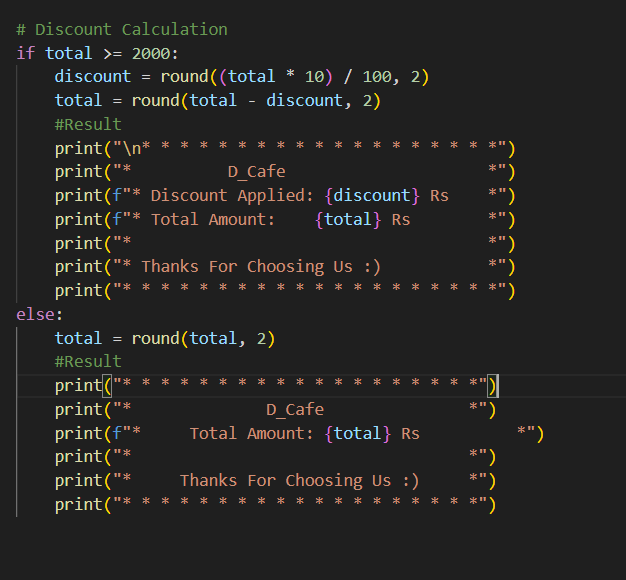 # Discount Calculation
if total >= 2000:
    discount = round((total * 10) / 100, 2)
    total = round(total - discount, 2)
    #Result
    print("\n* * * * * * * * * * * * * * * * * * *")
    print("*          D_Cafe                     *")
    print(f"* Discount Applied: {discount} Rs    *")
    print(f"* Total Amount:    {total} Rs        *")
    print("*                                     *")
    print("* Thanks For Choosing Us :)           *")
    print("* * * * * * * * * * * * * * * * * * * *")
else:
    total = round(total, 2)
    #Result
    print("* * * * * * * * * * * * * * * * * * *")
    print("*              D_Cafe               *")
    print(f"*     Total Amount: {total} Rs          *")
    print("*                                   *")
    print("*     Thanks For Choosing Us :)     *")
    print("* * * * * * * * * * * * * * * * * * *")